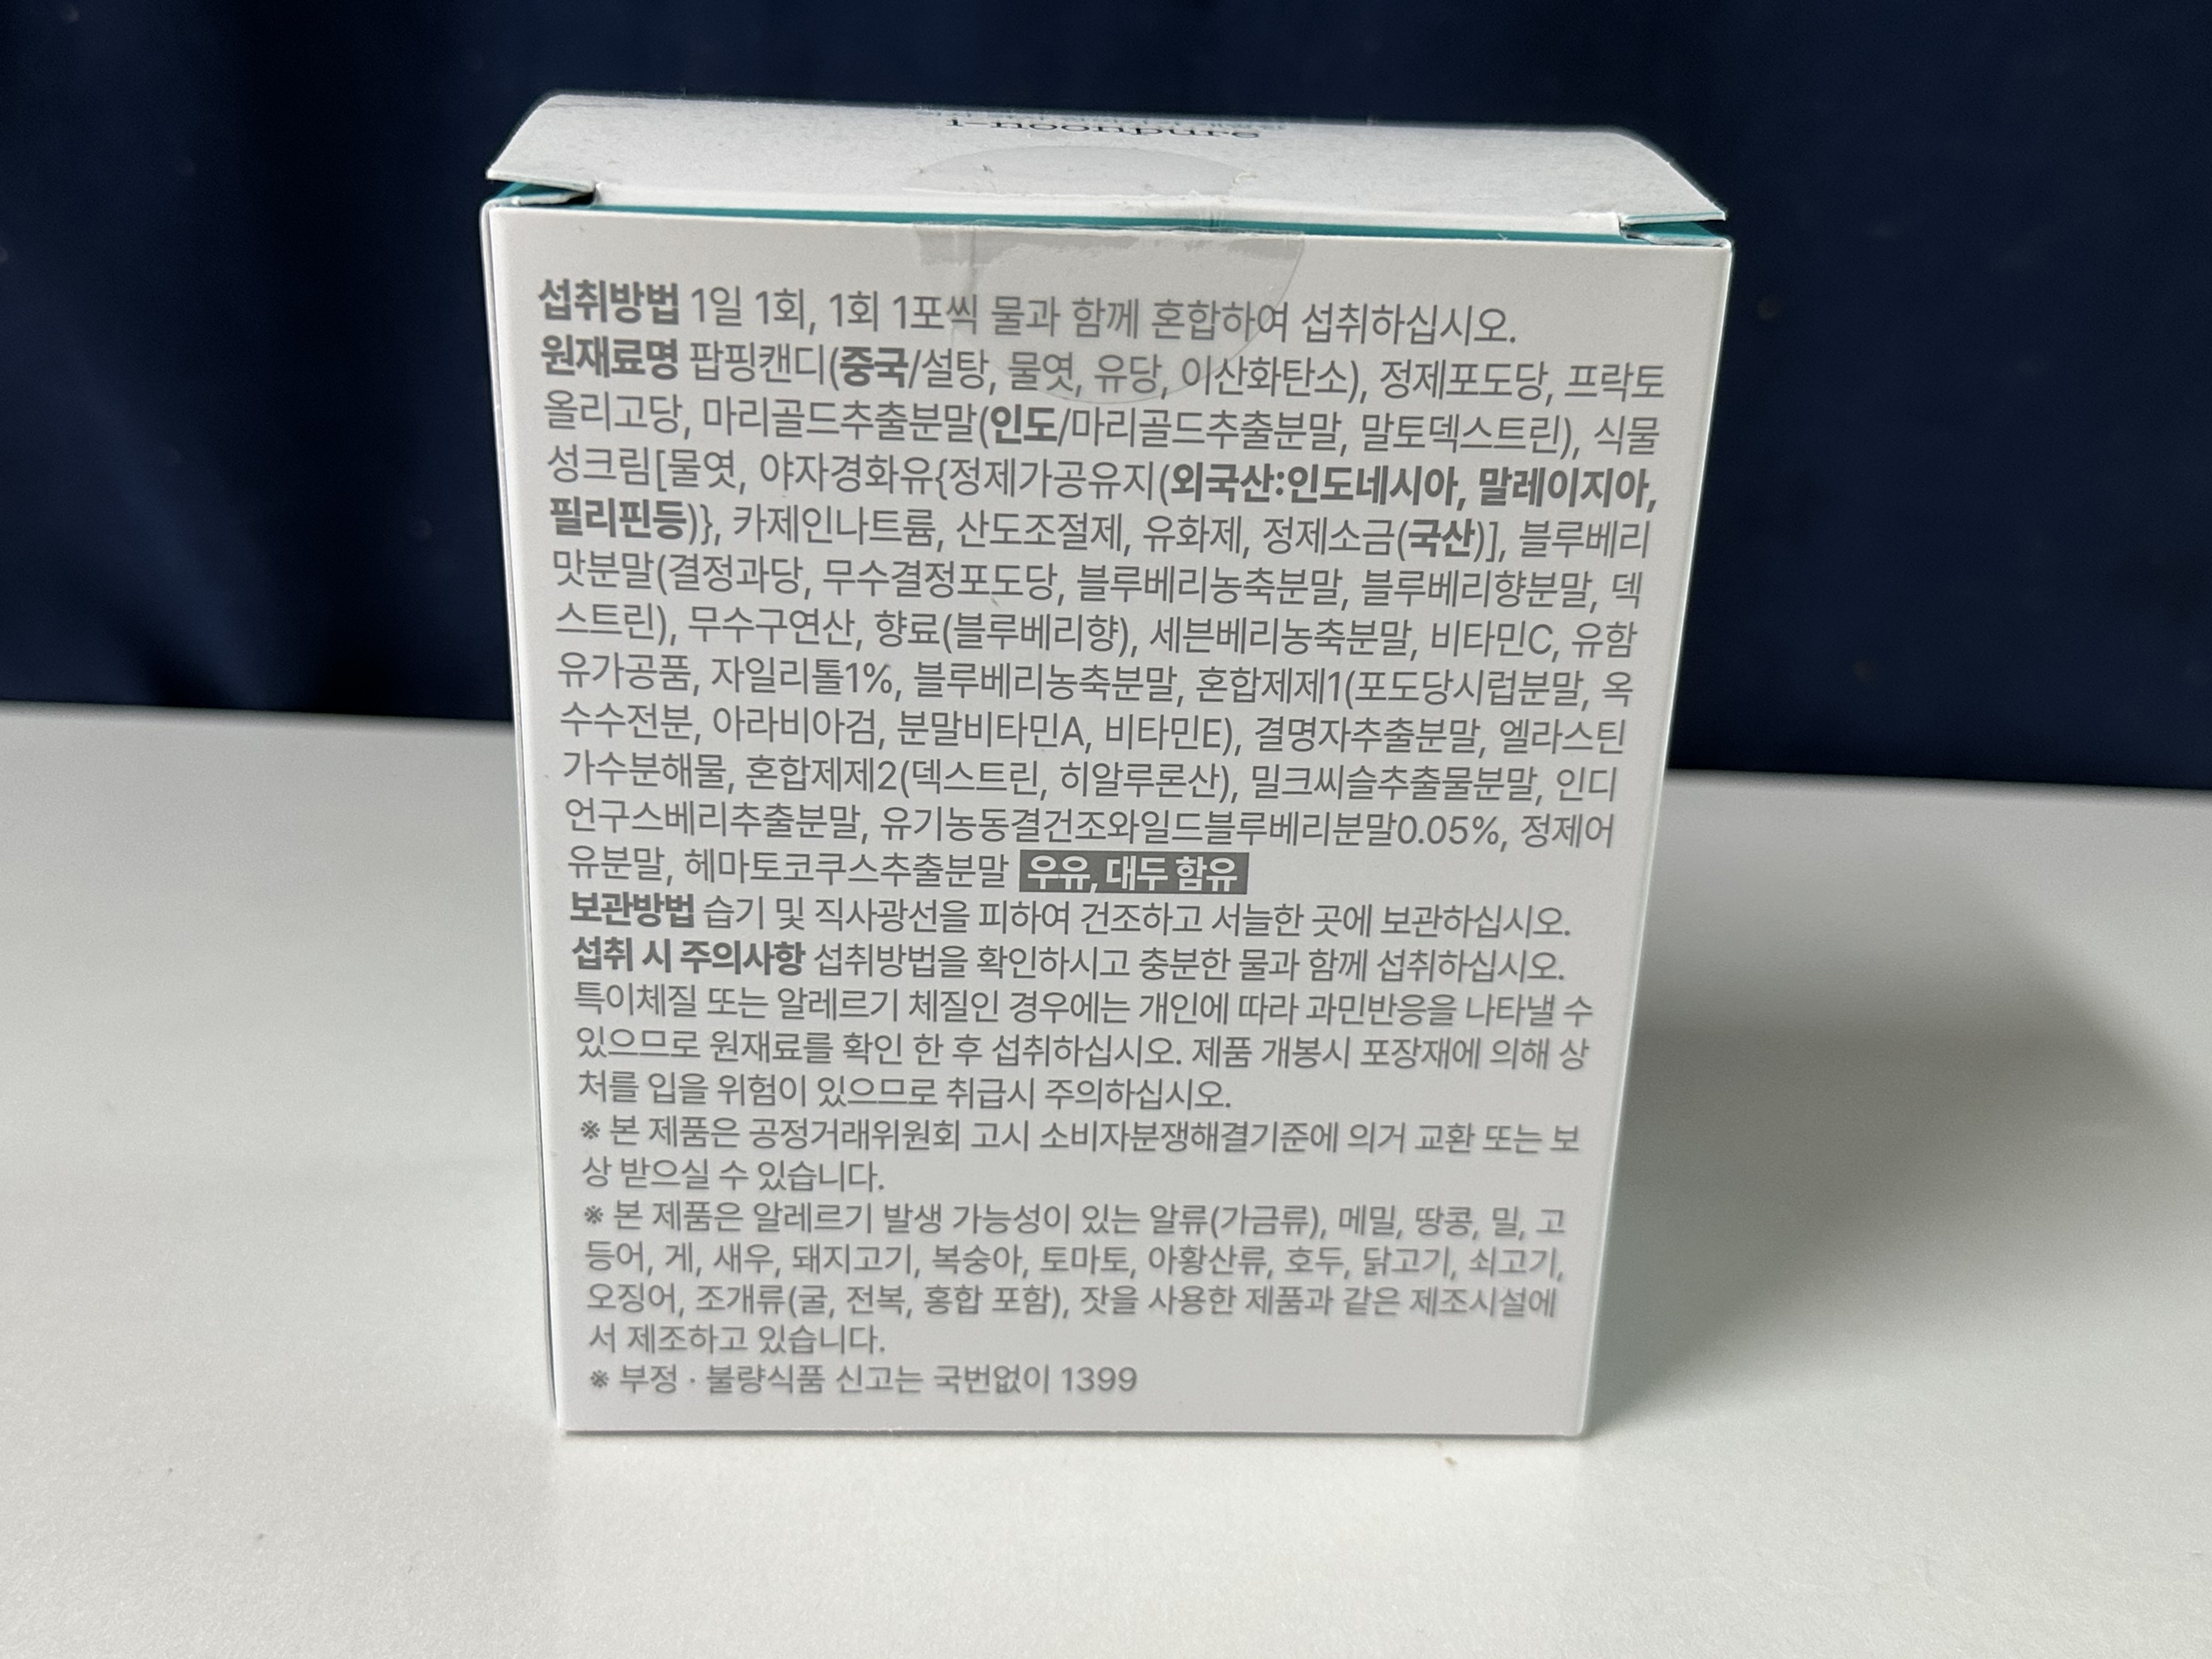 섭취방법 1일 1회, 1회 1포씩 물과 함께 혼합하여 섭취하십시오.
원재료명 팝핑캔디(중국/설탕, 물엿, 유당, 이산화탄소), 정제포도당, 프락토
올리고당, 마리골드추출분말(인도/마리골드추출분말, 말토덱스트린), 식물
성크림[물엿, 야자경화유{정제가공유지(외국산:인도네시아, 말레이지아,
필리핀등)}, 카제인나트륨, 산도조절제, 유화제, 정제소금(국산)], 블루베리
맛분말(결정과당, 무수결정포도당, 블루베리농축분말, 블루베리향분말, 덱
스트린), 무수구연산, 향료(블루베리향), 세븐베리농축분말, 비타민C, 유함
유가공품, 자일리톨1%, 블루베리농축분말, 혼합제제1(포도당시럽분말, 옥
수수전분, 아라비아검, 분말비타민A, 비타민E), 결명자추출분말, 엘라스틴
가수분해물, 혼합제제2(덱스트린, 히알루론산), 밀크씨슬추출물분말, 인디
언구스베리추출분말, 유기농동결건조와일드블루베리분말0.05%, 정제어
유분말, 헤마토코쿠스추출분말 우유, 대두 함유
보관방법 습기 및 직사광선을 피하여 건조하고 서늘한 곳에 보관하십시오.
섭취 시 주의사항 섭취방법을 확인하시고 충분한 물과 함께 섭취하십시오.
특이체질 또는 알레르기 체질인 경우에는 개인에 따라 과민반응을 나타낼 수
있으므로 원재료를 확인 한 후 섭취하십시오. 제품 개봉시 포장재에 의해 상
처를 입을 위험이 있으므로 취급시 주의하십시오.
※ 본 제품은 공정거래위원회 고시 소비자분쟁해결기준에 의거 교환 또는 보
상 받으실 수 있습니다.
※ 본 제품은 알레르기 발생 가능성이 있는 알류(가금류), 메밀, 땅콩, 밀, 고
등어, 게, 새우, 돼지고기, 복숭아, 토마토, 아황산류, 호두, 닭고기, 쇠고기,
오징어, 조개류(굴, 전복, 홍합 포함), 잣을 사용한 제품과 같은 제조시설에
서 제조하고 있습니다.
※ 부정 · 불량식품 신고는 국번없이 1399